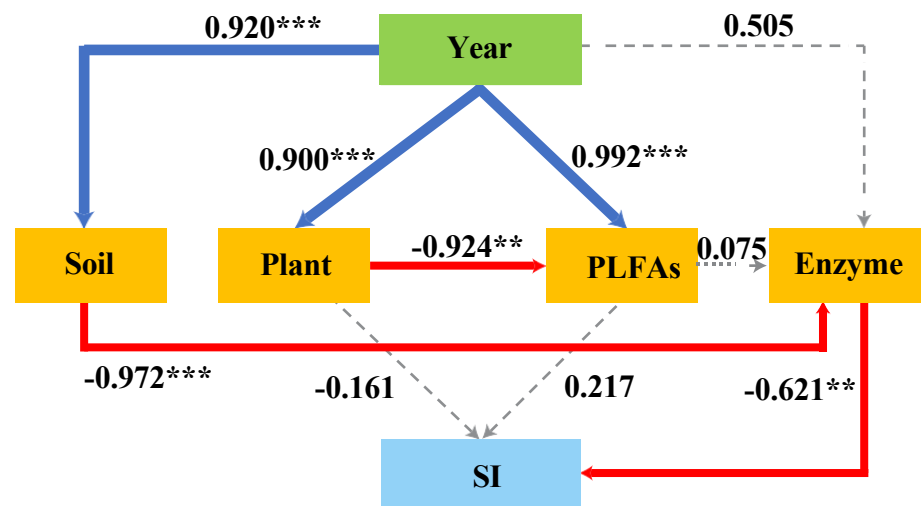 0.920***
Year
0.505
0.900***
0.992***
Soil
Plant
-0.924**
PLFAs
0.075
Enzyme
-0.972***
-0.161
0.217
-0.621**
SI